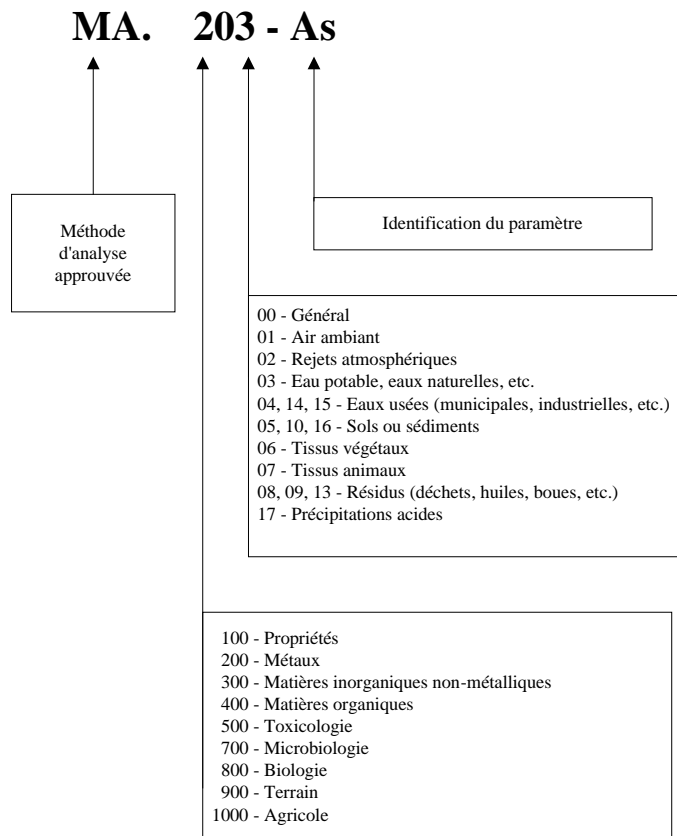 MA. 203 - As
Méthode
d'analyse
approuvée
Identification du paramètre
00 - Général
01 - Air ambiant
02 - Rejets atmosphériques
03 - Eau potable, eaux naturelles, etc.
04, 14, 15 - Eaux usées (municipales, industrielles, etc.)
05, 10, 16 - Sols ou sédiments
06 - Tissus végétaux
07 - Tissus animaux
08, 09, 13 - Résidus (déchets, huiles, boues, etc.)
17 - Précipitations acides
100 - Propriétés
200 - Métaux
300 - Matières inorganiques non-métalliques
400 - Matières organiques
500 - Toxicologie
700 - Microbiologie
800 - Biologie
900 - Terrain
1000 - Agricole